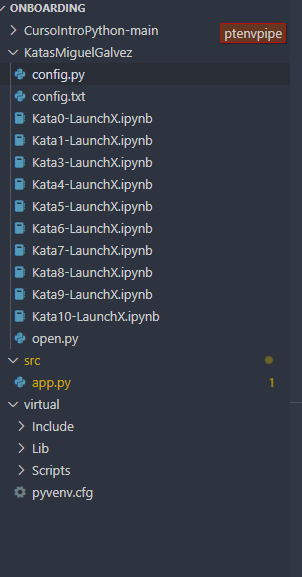 ONBOARDING
CursoIntroPython-main
ptenvpipe
KatasMiguelGalvez
config.py
config.txt
Kata0-LaunchX.ipynb
Kata1-LaunchX.ipynb
Kata3-LaunchX.ipynb
Kata4-LaunchX.ipynb
Kata5-LaunchX.ipynb
Kata6-LaunchX.ipynb
Kata7-LaunchX.ipynb
Kata8-LaunchX.ipynb
Kata9-LaunchX.ipynb
Kata10-LaunchX.ipynb
open.py
src
app.py 1
virtual
Include
Lib
Scripts
pyvenv.cfg